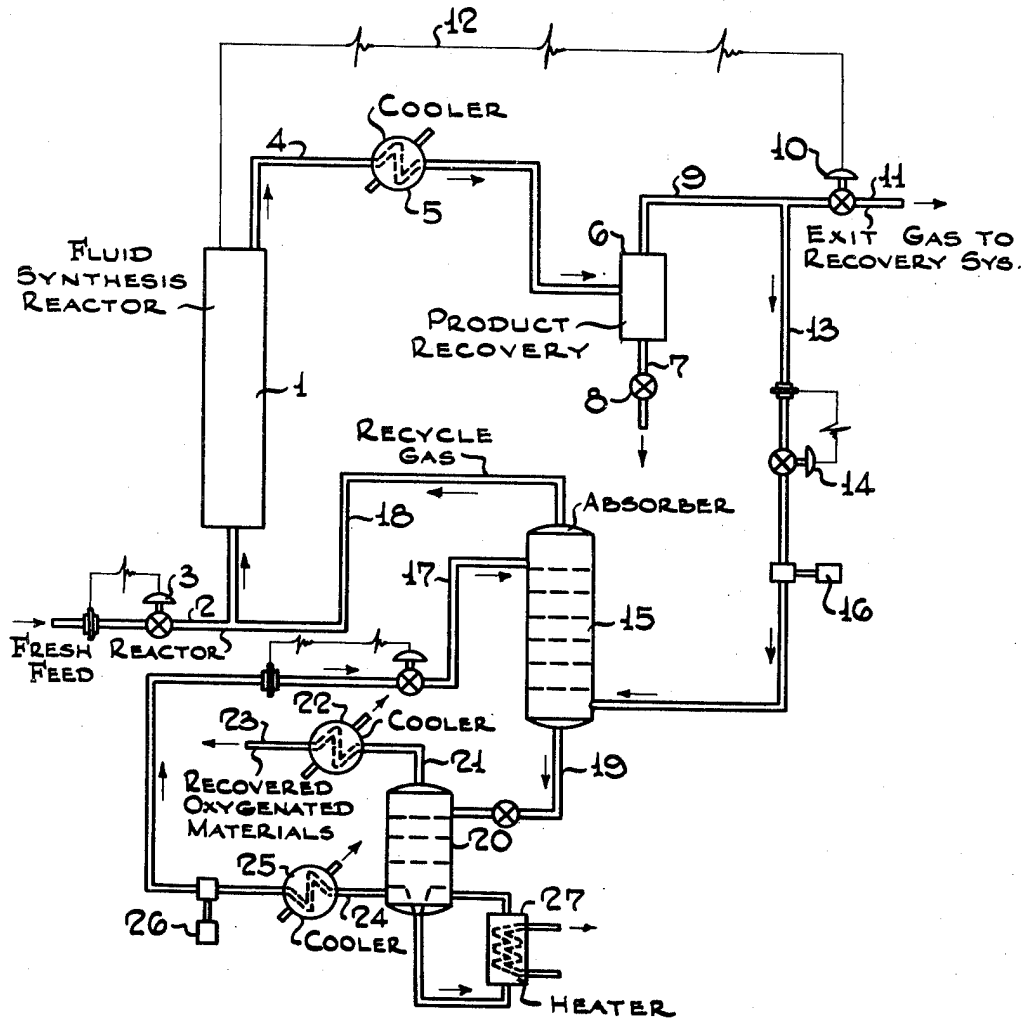 12
COOLER
4
5
10
11
9
EXIT GAS TO
RECOVERY SYS.
6
FLUID
SYNTHESIS
REACTOR
PRODUCT
RECOVERY
7
8
13
1
RECYCLE
GAS
14
18
ABSORBER
17
3
2
16
15
FRESH REACTOR
FEED
22
COOLER
23
21
19
RECOVERED
OXYGENATED
MATERIALS
20
25
24
27
26
COOLER
HEATER